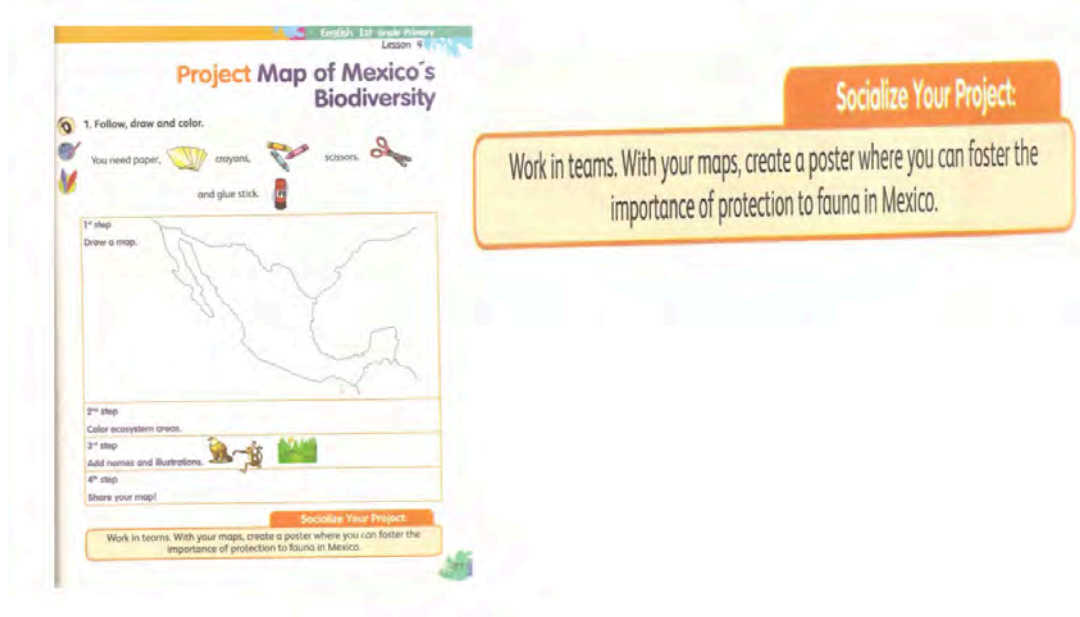 English 1st Grade Primary
Lesson 4
Project Map of Mexico´s
Biodiversity
1. Follow, draw and color.
You need paper, crayons, scissors,
and glue stick.
1st step
Draw a map.
2nd step
Color ecosystem areas.
3rd step
Add names and illustrations.
4th step
Share your map!
Socialize Your Project:
Work in teams. With your maps, create a poster where you can foster the
importance of protection to fauna in Mexico.
Socialize Your Project:
Work in teams. With your maps, create a poster where you can foster the
importance of protection to fauna in Mexico.